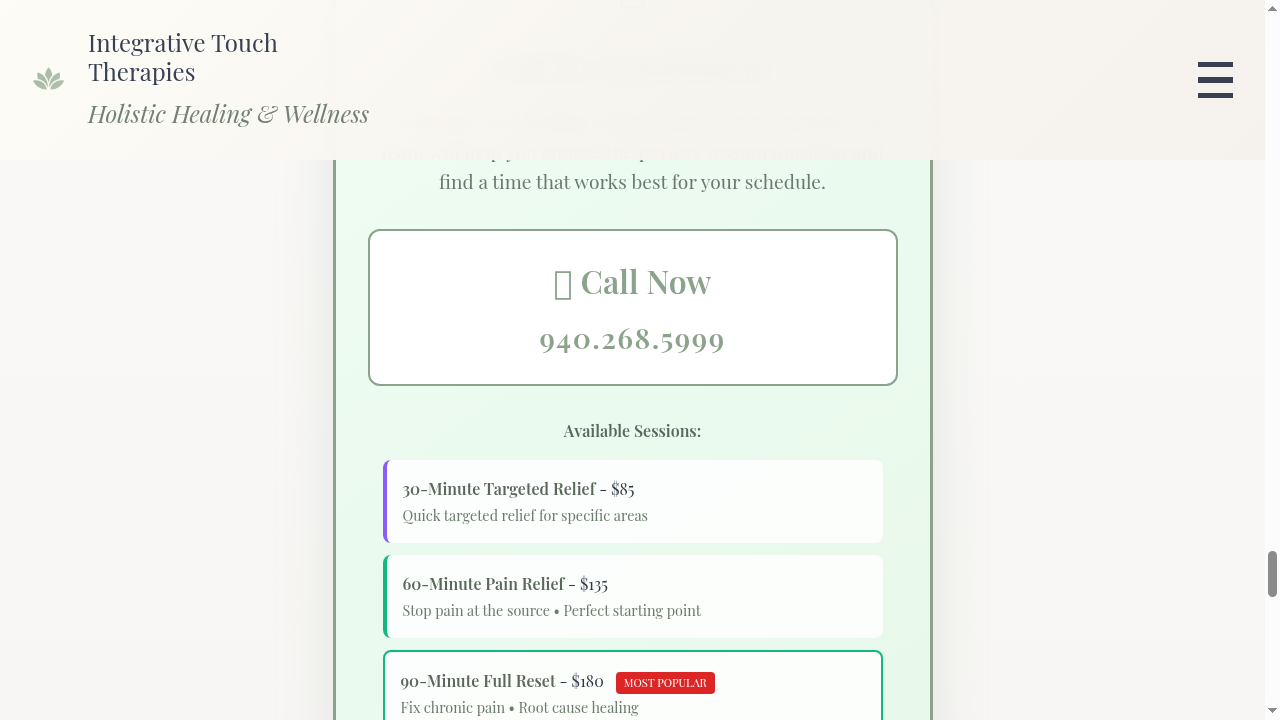 Integrative Touch
Therapies
Holistic Healing & Wellness
find a time that works best for your schedule.
Call Now
940.268.5999
Available Sessions:
30-Minute Targeted Relief - $85
Quick targeted relief for specific areas
60-Minute Pain Relief - $135
Stop pain at the source • Perfect starting point
90-Minute Full Reset - $180 MOST POPULAR
Fix chronic pain • Root cause healing